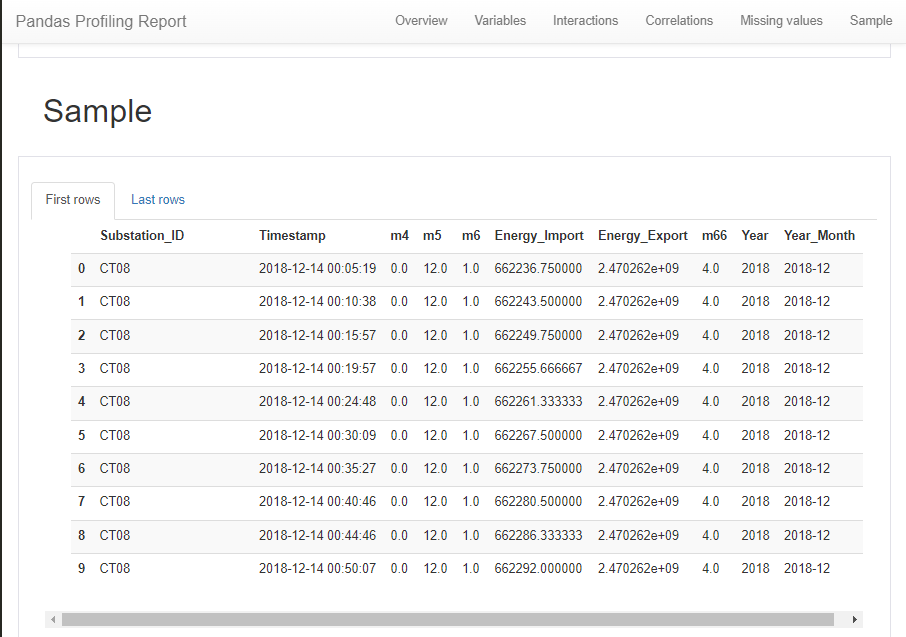 Pandas Profiling Report Overview Variables Interactions Correlations Missing values Sample
Sample
First rows Last rows
Substation_ID Timestamp m4 m5 m6 Energy_Import Energy_Export m66 Year Year_Month
0 CT08 2018-12-14 00:05:19 0.0 12.0 1.0 662236.750000 2.470262e+09 4.0 2018 2018-12
1 CT08 2018-12-14 00:10:38 0.0 12.0 1.0 662243.500000 2.470262e+09 4.0 2018 2018-12
2 CT08 2018-12-14 00:15:57 0.0 12.0 1.0 662249.750000 2.470262e+09 4.0 2018 2018-12
3 CT08 2018-12-14 00:19:57 0.0 12.0 1.0 662255.666667 2.470262e+09 4.0 2018 2018-12
4 CT08 2018-12-14 00:24:48 0.0 12.0 1.0 662261.333333 2.470262e+09 4.0 2018 2018-12
5 CT08 2018-12-14 00:30:09 0.0 12.0 1.0 662267.500000 2.470262e+09 4.0 2018 2018-12
6 CT08 2018-12-14 00:35:27 0.0 12.0 1.0 662273.750000 2.470262e+09 4.0 2018 2018-12
7 CT08 2018-12-14 00:40:46 0.0 12.0 1.0 662280.500000 2.470262e+09 4.0 2018 2018-12
8 CT08 2018-12-14 00:44:46 0.0 12.0 1.0 662286.333333 2.470262e+09 4.0 2018 2018-12
9 CT08 2018-12-14 00:50:07 0.0 12.0 1.0 662292.000000 2.470262e+09 4.0 2018 2018-12